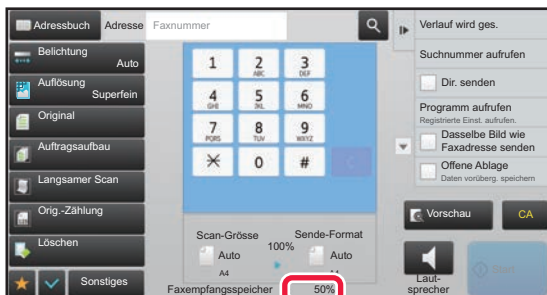 Adressbuch
Adresse
Faxnummer
Verlauf wird ges.
Belichtung
Auto
Suchnummer aufrufen
Auflösung
Superfein
Dir. senden
Original
Programm aufrufen
Registrierte Einst. aufrufen.
Auftragsaufbau
Dasselbe Bild wie
Faxadresse senden
Langsamer Scan
Offene Ablage
Daten vorüberg. speichern
Orig.-Zählung
Löschen
Sonstiges
1
2
ABC
3
DEF
4
GHI
5
JKL
6
MNO
7
PQRS
8
TUV
9
WXYZ
0
#
C
Scan-Grösse
100%
Sende-Format
Auto
Auto
A4
A4
Faxempfangsspeicher
50%
Vorschau
CA
Laut-
sprecher
Start